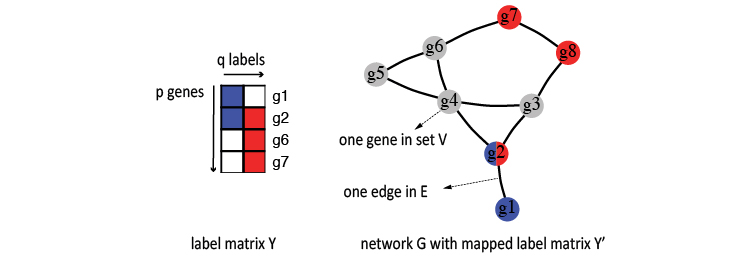 q labels
p genes
g1
g2
g6
g7
label matrix Y
g7
g8
g6
g5
g4
g3
one gene in set V
g2
one edge in E
g1
network G with mapped label matrix Y’